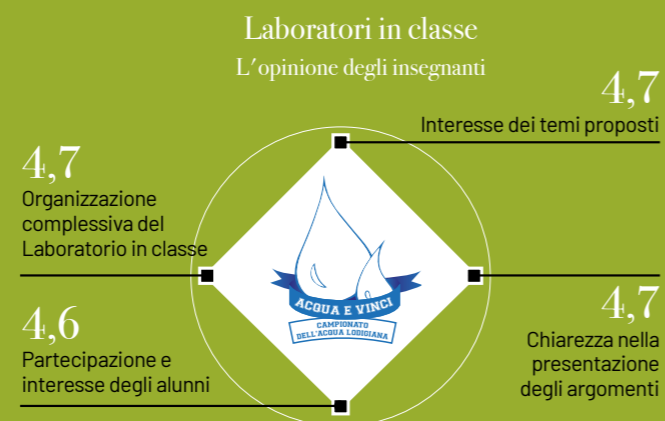 Laboratori in classe
L'opinione degli insegnanti
4,7
Interesse dei temi proposti
4,7
Organizzazione
complessiva del
Laboratorio in classe
4,6
Partecipazione e
interesse degli alunni
4,7
Chiarezza nella
presentazione
degli argomenti
ACQUA E VINCI
CAMPIONATO
DELL'ACQUA LODIGIANA